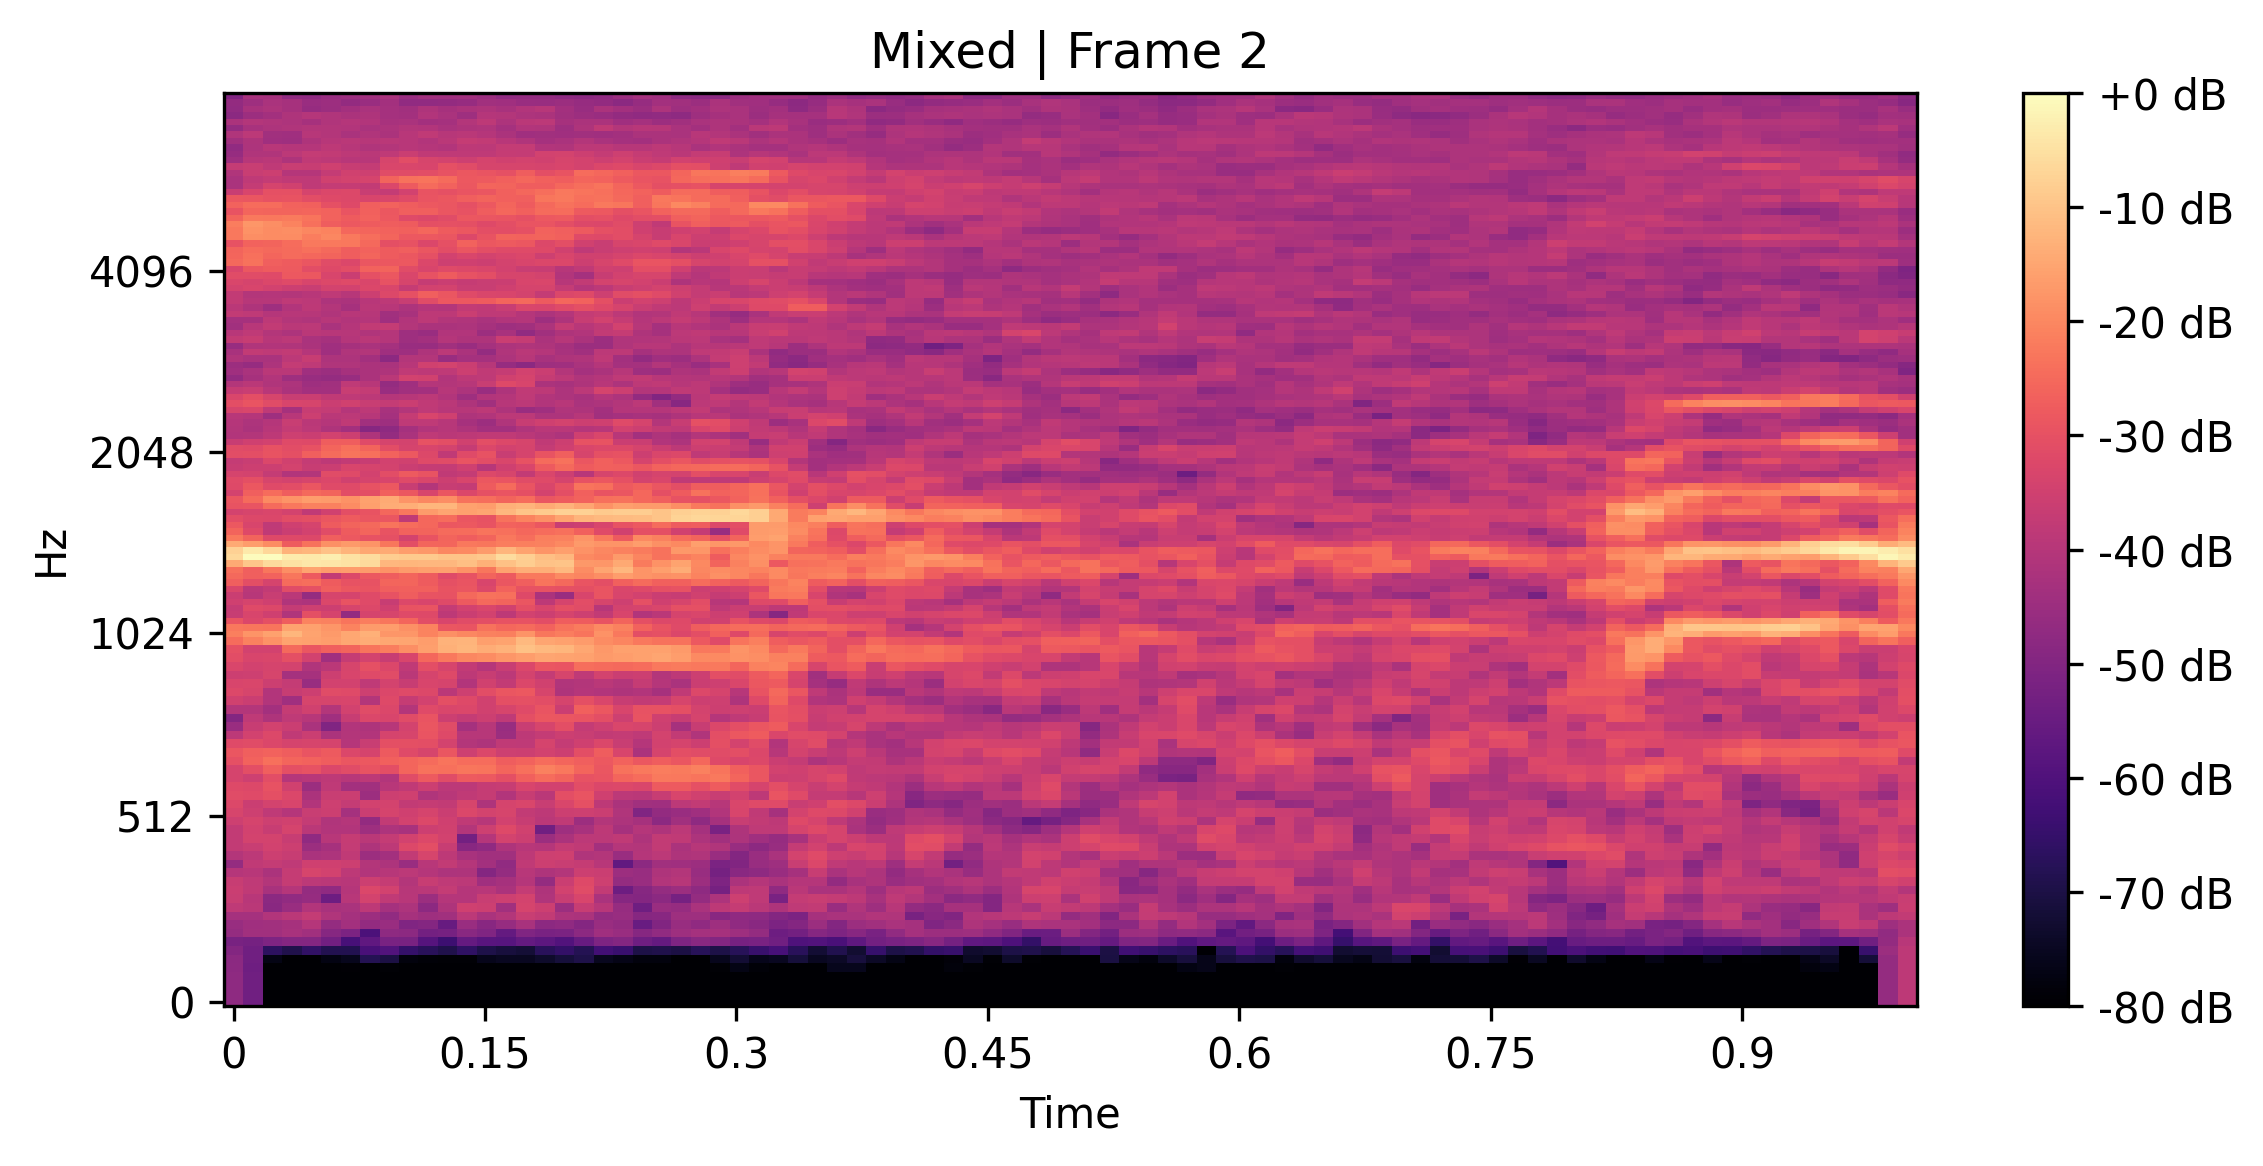 Mixed | Frame 2
+0 dB
-10 dB
-20 dB
-30 dB
-40 dB
-50 dB
-60 dB
-70 dB
-80 dB
4096
2048
1024
512
0
Hz
0 0.15 0.3 0.45 0.6 0.75 0.9
Time